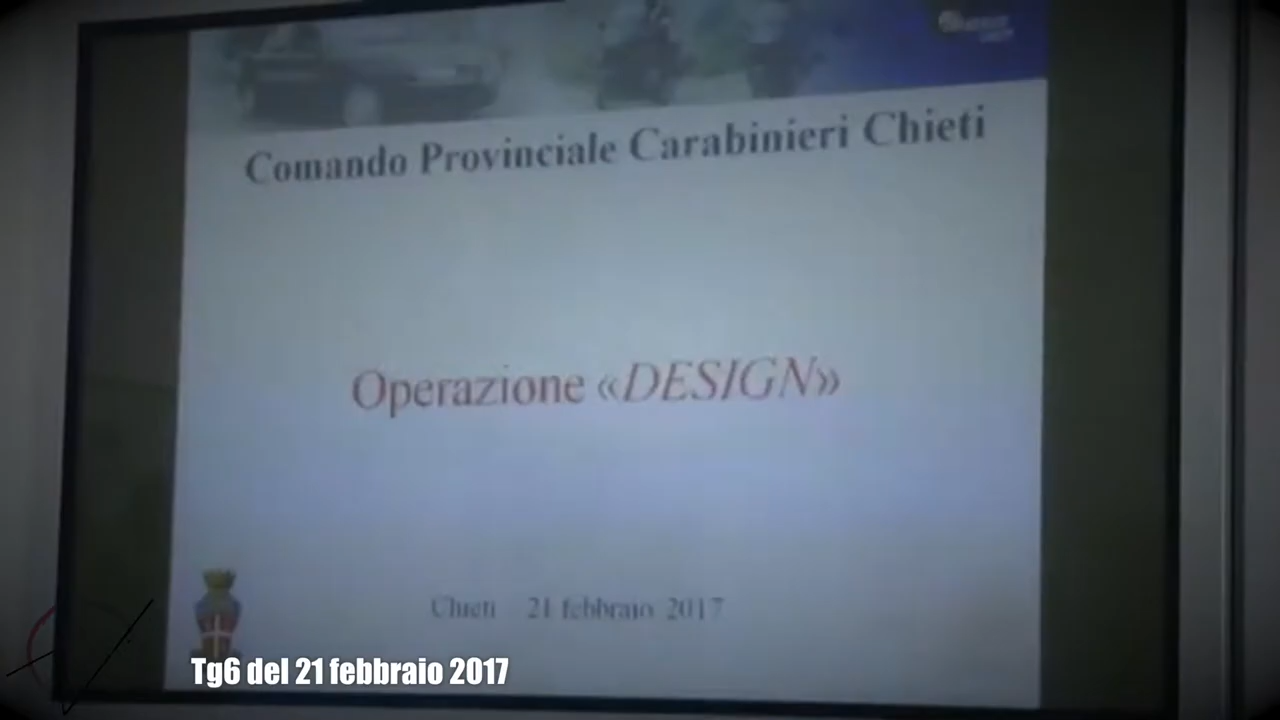 Comando Provinciale Carabinieri Chieti
Operazione «DESIGN»
Chieti 21 febbraio 2017
Tg6 del 21 febbraio 2017